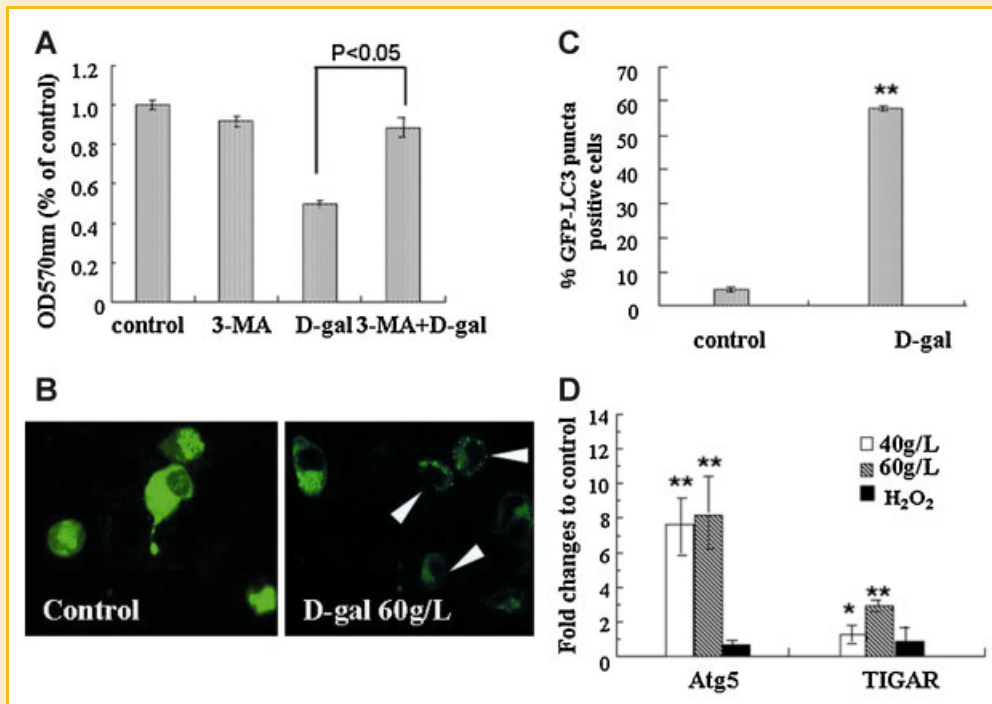 A
P<0.05
OD570nm (% of control)
1.2
1.0
0.8
0.6
0.4
0.2
0
control 3-MA D-gal 3-MA+D-gal
B
Control
D-gal 60g/L
C
% GFP-LC3 puncta
positive cells
70
60
50
40
30
20
10
0
**
control D-gal
D
Fold changes to control
14
12
10
8
6
4
2
0
** **
* **
40g/L
60g/L
H₂O₂
Atg5 TIGAR